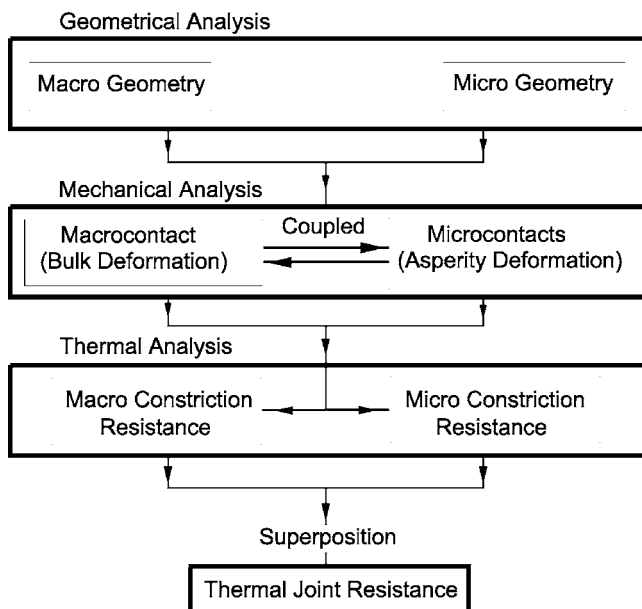 Geometrical Analysis
Macro Geometry
Micro Geometry
Mechanical Analysis
Macrocontact
(Bulk Deformation)
Coupled
Microcontacts
(Asperity Deformation)
Thermal Analysis
Macro Constriction
Resistance
Micro Constriction
Resistance
Superposition
Thermal Joint Resistance